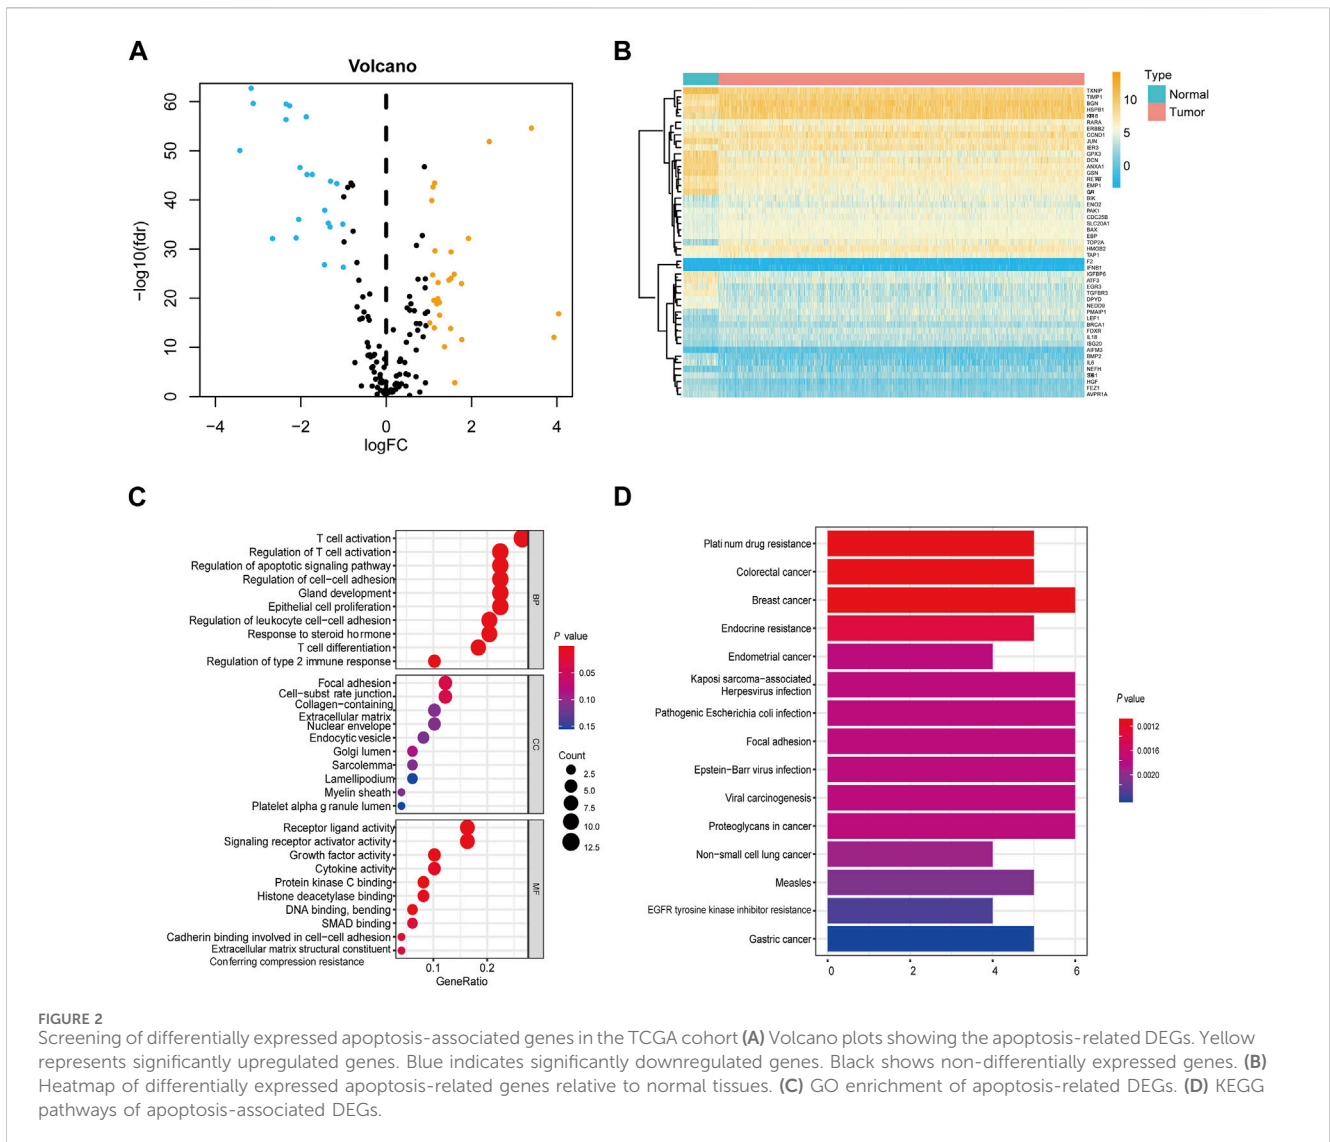 A
Volcano
60
50
40
30
20
10
0
−log10(fdr)
−4
−2
0
2
4
logFC
B
Type
Normal
Tumor
10
5
0
TXNIP
TIMP1
BGN
HSPB1
RARA
ERBB2
CCND1
JUN
IER3
GPX3
DCN
ANXA1
GSN
EMP1
BIK
ENO2
PAK1
CDC25B
SLC20A1
BAX
EBP
TOP2A
HMGB2
TAP1
F2
IFNB1
IGFBP6
ATF3
EGR3
TGFBR3
DPYD
NEDD9
PMAIP1
LEF1
BRCA1
FOXR
IL18
ISG20
AIFM3
BMP2
IL6
NEFH
HGF
FEZ1
AVPR1A
C
T cell activation
Regulation of T cell activation
Regulation of apoptotic signaling pathway
Regulation of cell−cell adhesion
Gland development
Epithelial cell proliferation
Regulation of leukocyte cell−cell adhesion
Response to steroid hormone
T cell differentiation
Regulation of type 2 immune response
BP
Focal adhesion
Cell−subst rate junction
Collagen−containing
Extracellular matrix
Nuclear envelope
Endocytic vesicle
Golgi lumen
Sarcolemma
Lamellipodium
Myelin sheath
Platelet alpha g ranule lumen
CC
Receptor ligand activity
Signaling receptor activator activity
Growth factor activity
Cytokine activity
Protein kinase C binding
Histone deacetylase binding
DNA binding, bending
SMAD binding
Cadherin binding involved in cell−cell adhesion
Extracellular matrix structural constituent
Conferring compression resistance
MF
0.1
0.2
GeneRatio
P value
0.05
0.10
0.15
Count
2.5
5.0
7.5
10.0
12.5
D
Platinum drug resistance
Colorectal cancer
Breast cancer
Endocrine resistance
Endometrial cancer
Kaposi sarcoma−associated
Herpesvirus infection
Pathogenic Escherichia coli infection
Focal adhesion
Epstein−Barr virus infection
Viral carcinogenesis
Proteoglycans in cancer
Non−small cell lung cancer
Measles
EGFR tyrosine kinase inhibitor resistance
Gastric cancer
0
2
4
6
P value
0.0012
0.0016
0.0020
FIGURE 2
Screening of differentially expressed apoptosis-associated genes in the TCGA cohort (A) Volcano plots showing the apoptosis-related DEGs. Yellow
represents significantly upregulated genes. Blue indicates significantly downregulated genes. Black shows non-differentially expressed genes. (B)
Heatmap of differentially expressed apoptosis-related genes relative to normal tissues. (C) GO enrichment of apoptosis-related DEGs. (D) KEGG
pathways of apoptosis-associated DEGs.